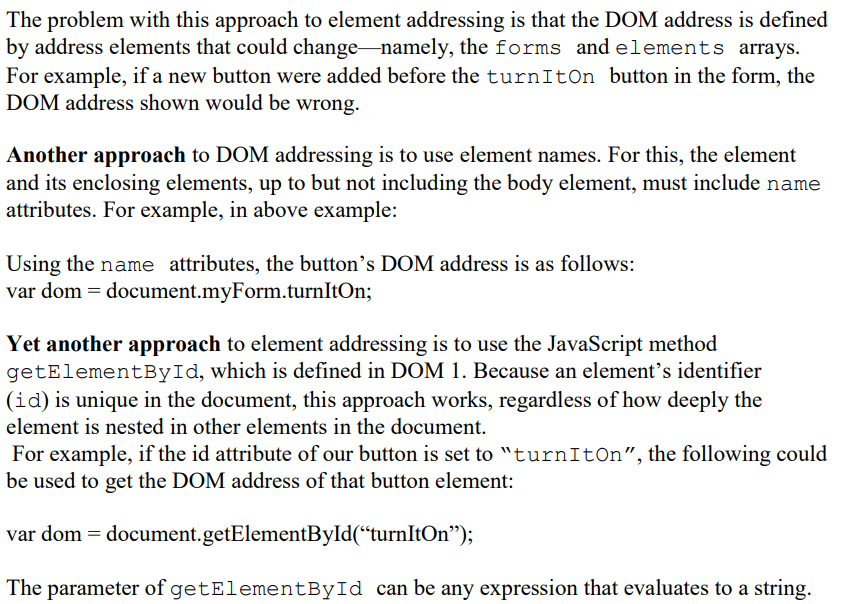 The problem with this approach to element addressing is that the DOM address is defined
by address elements that could change—namely, the forms and elements arrays.
For example, if a new button were added before the turnItOn button in the form, the
DOM address shown would be wrong.
Another approach to DOM addressing is to use element names. For this, the element
and its enclosing elements, up to but not including the body element, must include name
attributes. For example, in above example:
Using the name attributes, the button’s DOM address is as follows:
var dom = document.myForm.turnItOn;
Yet another approach to element addressing is to use the JavaScript method
getElementById, which is defined in DOM 1. Because an element’s identifier
(id) is unique in the document, this approach works, regardless of how deeply the
element is nested in other elements in the document.
For example, if the id attribute of our button is set to “turnItOn”, the following could
be used to get the DOM address of that button element:
var dom = document.getElementById(“turnItOn”);
The parameter of getElementById can be any expression that evaluates to a string.